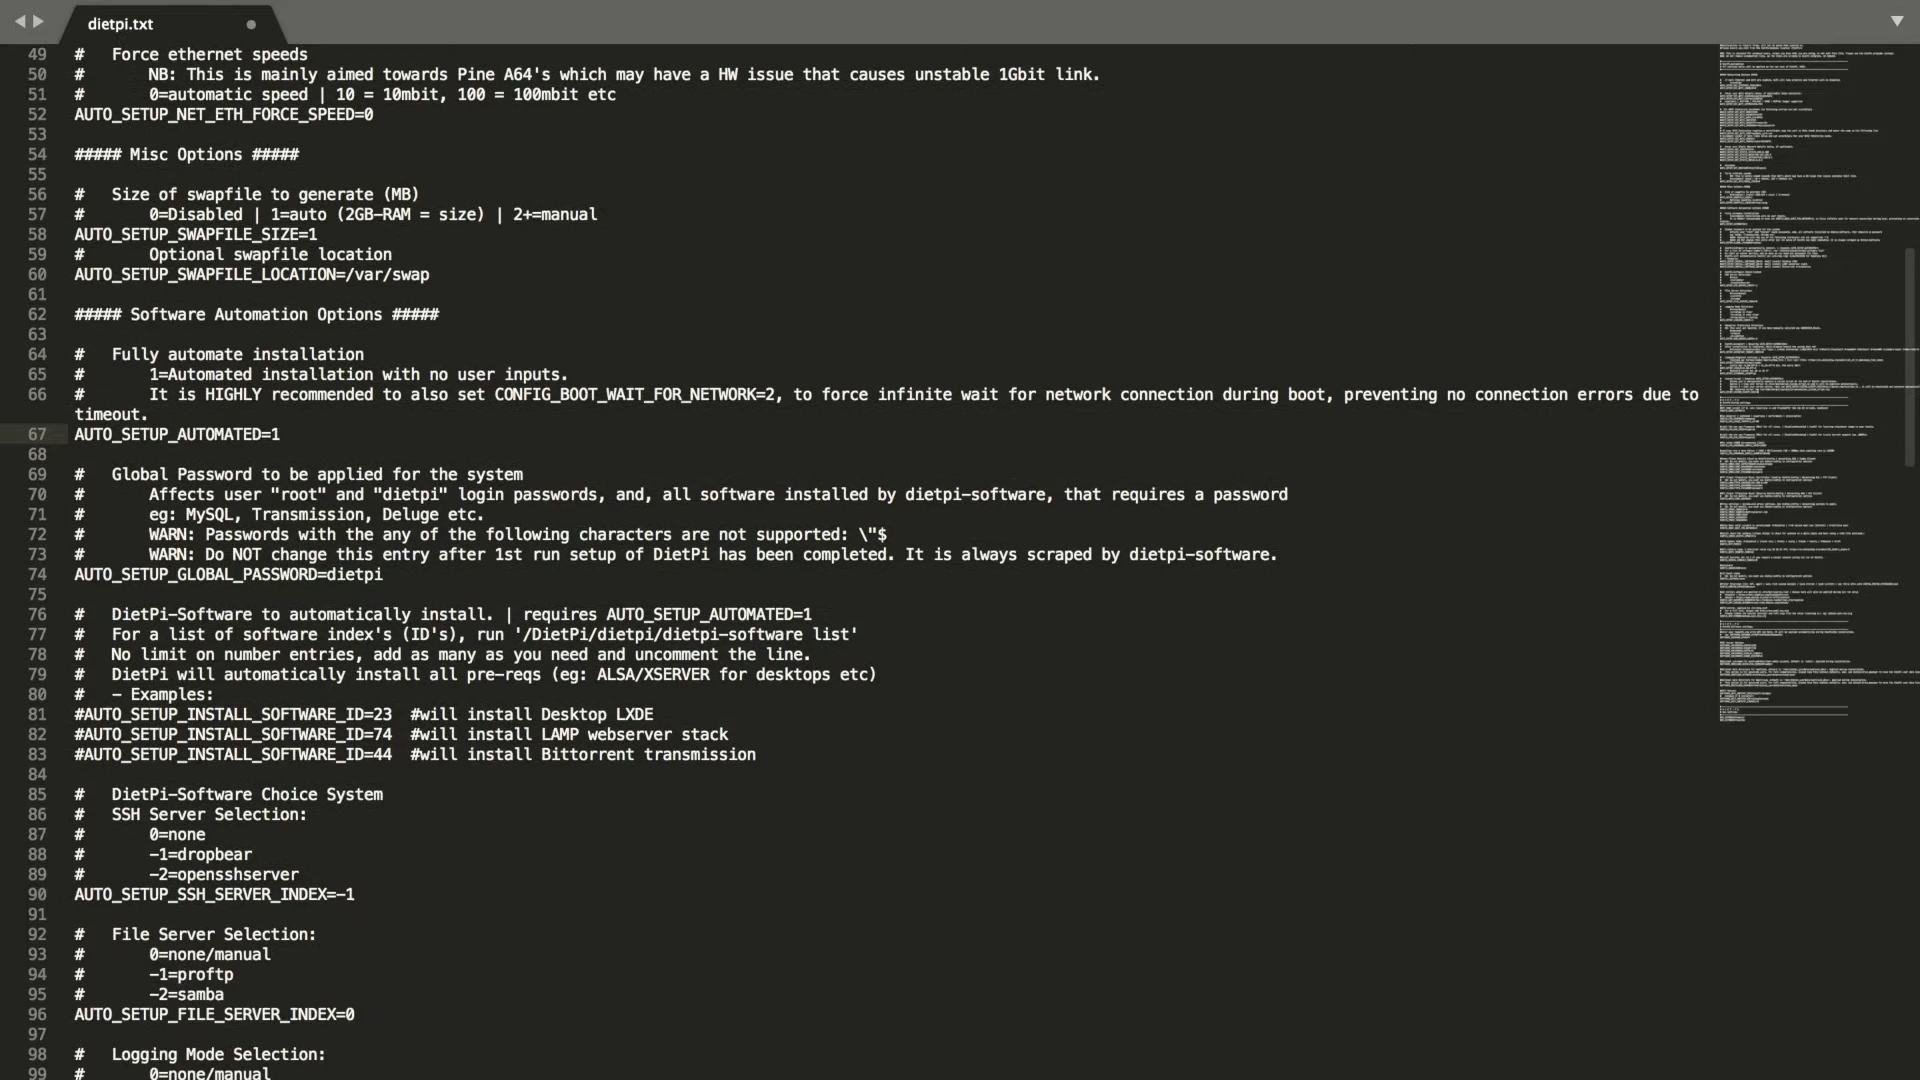 dietpi.txt
49 #   Force ethernet speeds
50 #       NB: This is mainly aimed towards Pine A64's which may have a HW issue that causes unstable 1Gbit link.
51 #       0=automatic speed | 10 = 10mbit, 100 = 100mbit etc
52 AUTO_SETUP_NET_ETH_FORCE_SPEED=0
53
54 ##### Misc Options #####
55
56 #   Size of swapfile to generate (MB)
57 #       0=Disabled | 1=auto (2GB-RAM = size) | 2+=manual
58 AUTO_SETUP_SWAPFILE_SIZE=1
59 #       Optional swapfile location
60 AUTO_SETUP_SWAPFILE_LOCATION=/var/swap
61
62 ##### Software Automation Options #####
63
64 #   Fully automate installation
65 #       1=Automated installation with no user inputs.
66 #       It is HIGHLY recommended to also set CONFIG_BOOT_WAIT_FOR_NETWORK=2, to force infinite wait for network connection during boot, preventing no connection errors due to
timeout.
67 AUTO_SETUP_AUTOMATED=1
68
69 #   Global Password to be applied for the system
70 #       Affects user "root" and "dietpi" login passwords, and, all software installed by dietpi-software, that requires a password
71 #       eg: MySQL, Transmission, Deluge etc.
72 #       WARN: Passwords with the any of the following characters are not supported: \"$
73 #       WARN: Do NOT change this entry after 1st run setup of DietPi has been completed. It is always scraped by dietpi-software.
74 AUTO_SETUP_GLOBAL_PASSWORD=dietpi
75
76 #   DietPi-Software to automatically install. | requires AUTO_SETUP_AUTOMATED=1
77 #   For a list of software index's (ID's), run '/DietPi/dietpi/dietpi-software list'
78 #   No limit on number entries, add as many as you need and uncomment the line.
79 #   DietPi will automatically install all pre-reqs (eg: ALSA/XSERVER for desktops etc)
80 #   - Examples:
81 #AUTO_SETUP_INSTALL_SOFTWARE_ID=23  #will install Desktop LXDE
82 #AUTO_SETUP_INSTALL_SOFTWARE_ID=74  #will install LAMP webserver stack
83 #AUTO_SETUP_INSTALL_SOFTWARE_ID=44  #will install Bittorrent transmission
84
85 #   DietPi-Software Choice System
86 #   SSH Server Selection:
87 #       0=none
88 #       -1=dropbear
89 #       -2=opensshserver
90 AUTO_SETUP_SSH_SERVER_INDEX=-1
91
92 #   File Server Selection:
93 #       0=none/manual
94 #       -1=proftp
95 #       -2=samba
96 AUTO_SETUP_FILE_SERVER_INDEX=0
97
98 #   Logging Mode Selection:
99 #       0=none/manual